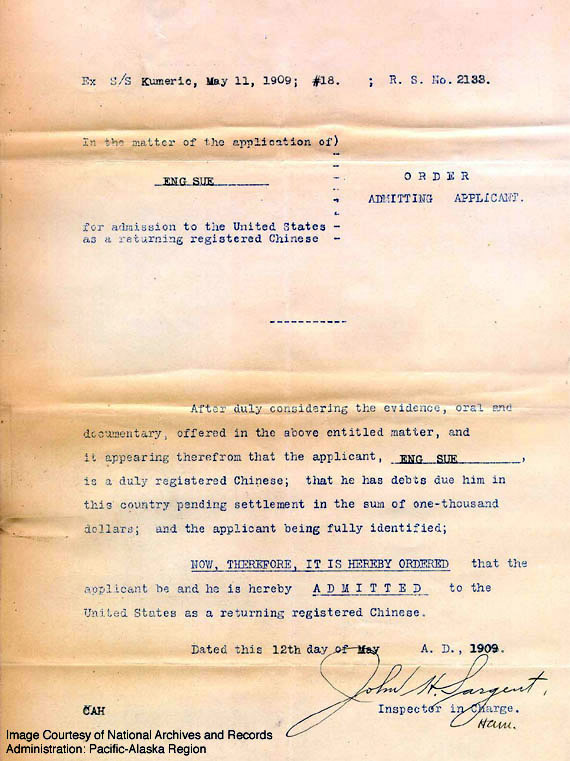 Ex S/S Kumeric, May 11, 1909; #18. ; R. S. No. 2133.
In the matter of the application of)
ENG SUE
ORDER
ADMITTING APPLICANT.
for admission to the United States
as a returning registered Chinese
After duly considering the evidence, oral and
documentary, offered in the above entitled matter, and
it appearing therefrom that the applicant, ENG SUE,
is a duly registered Chinese; that he has debts due him in
this country pending settlement in the sum of one-thousand
dollars; and the applicant being fully identified;
NOW, THEREFORE, IT IS HEREBY ORDERED that the
applicant be and he is hereby ADMITTED to the
United States as a returning registered Chinese.
Dated this 12th day of May A. D., 1909.
John H. Sargent.
Inspector in Charge.
CAH
Image Courtesy of National Archives and Records
Administration: Pacific-Alaska Region